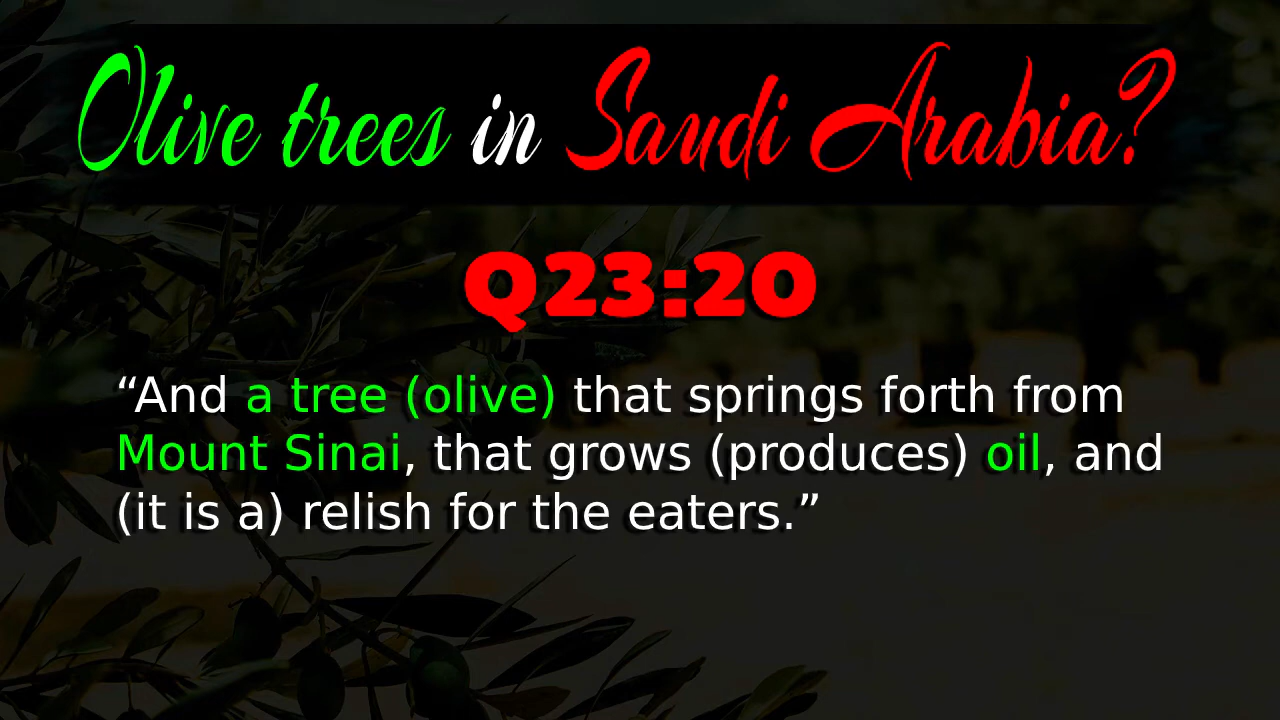 Olive trees in Saudi Arabia?
Q23:20
“And a tree (olive) that springs forth from
Mount Sinai, that grows (produces) oil, and
(it is a) relish for the eaters.”